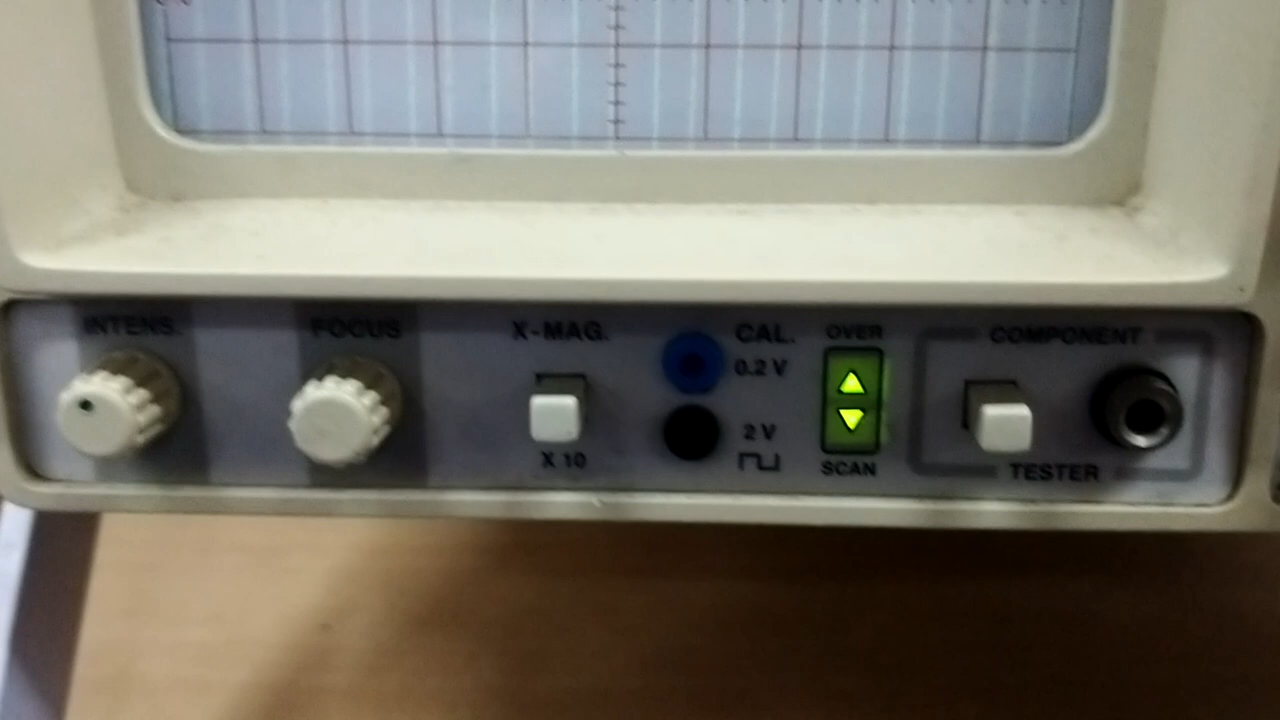 INTENS.
FOCUS
X-MAG.
X 10
CAL.
0.2 V
2 V
OVER
SCAN
COMPONENT
TESTER